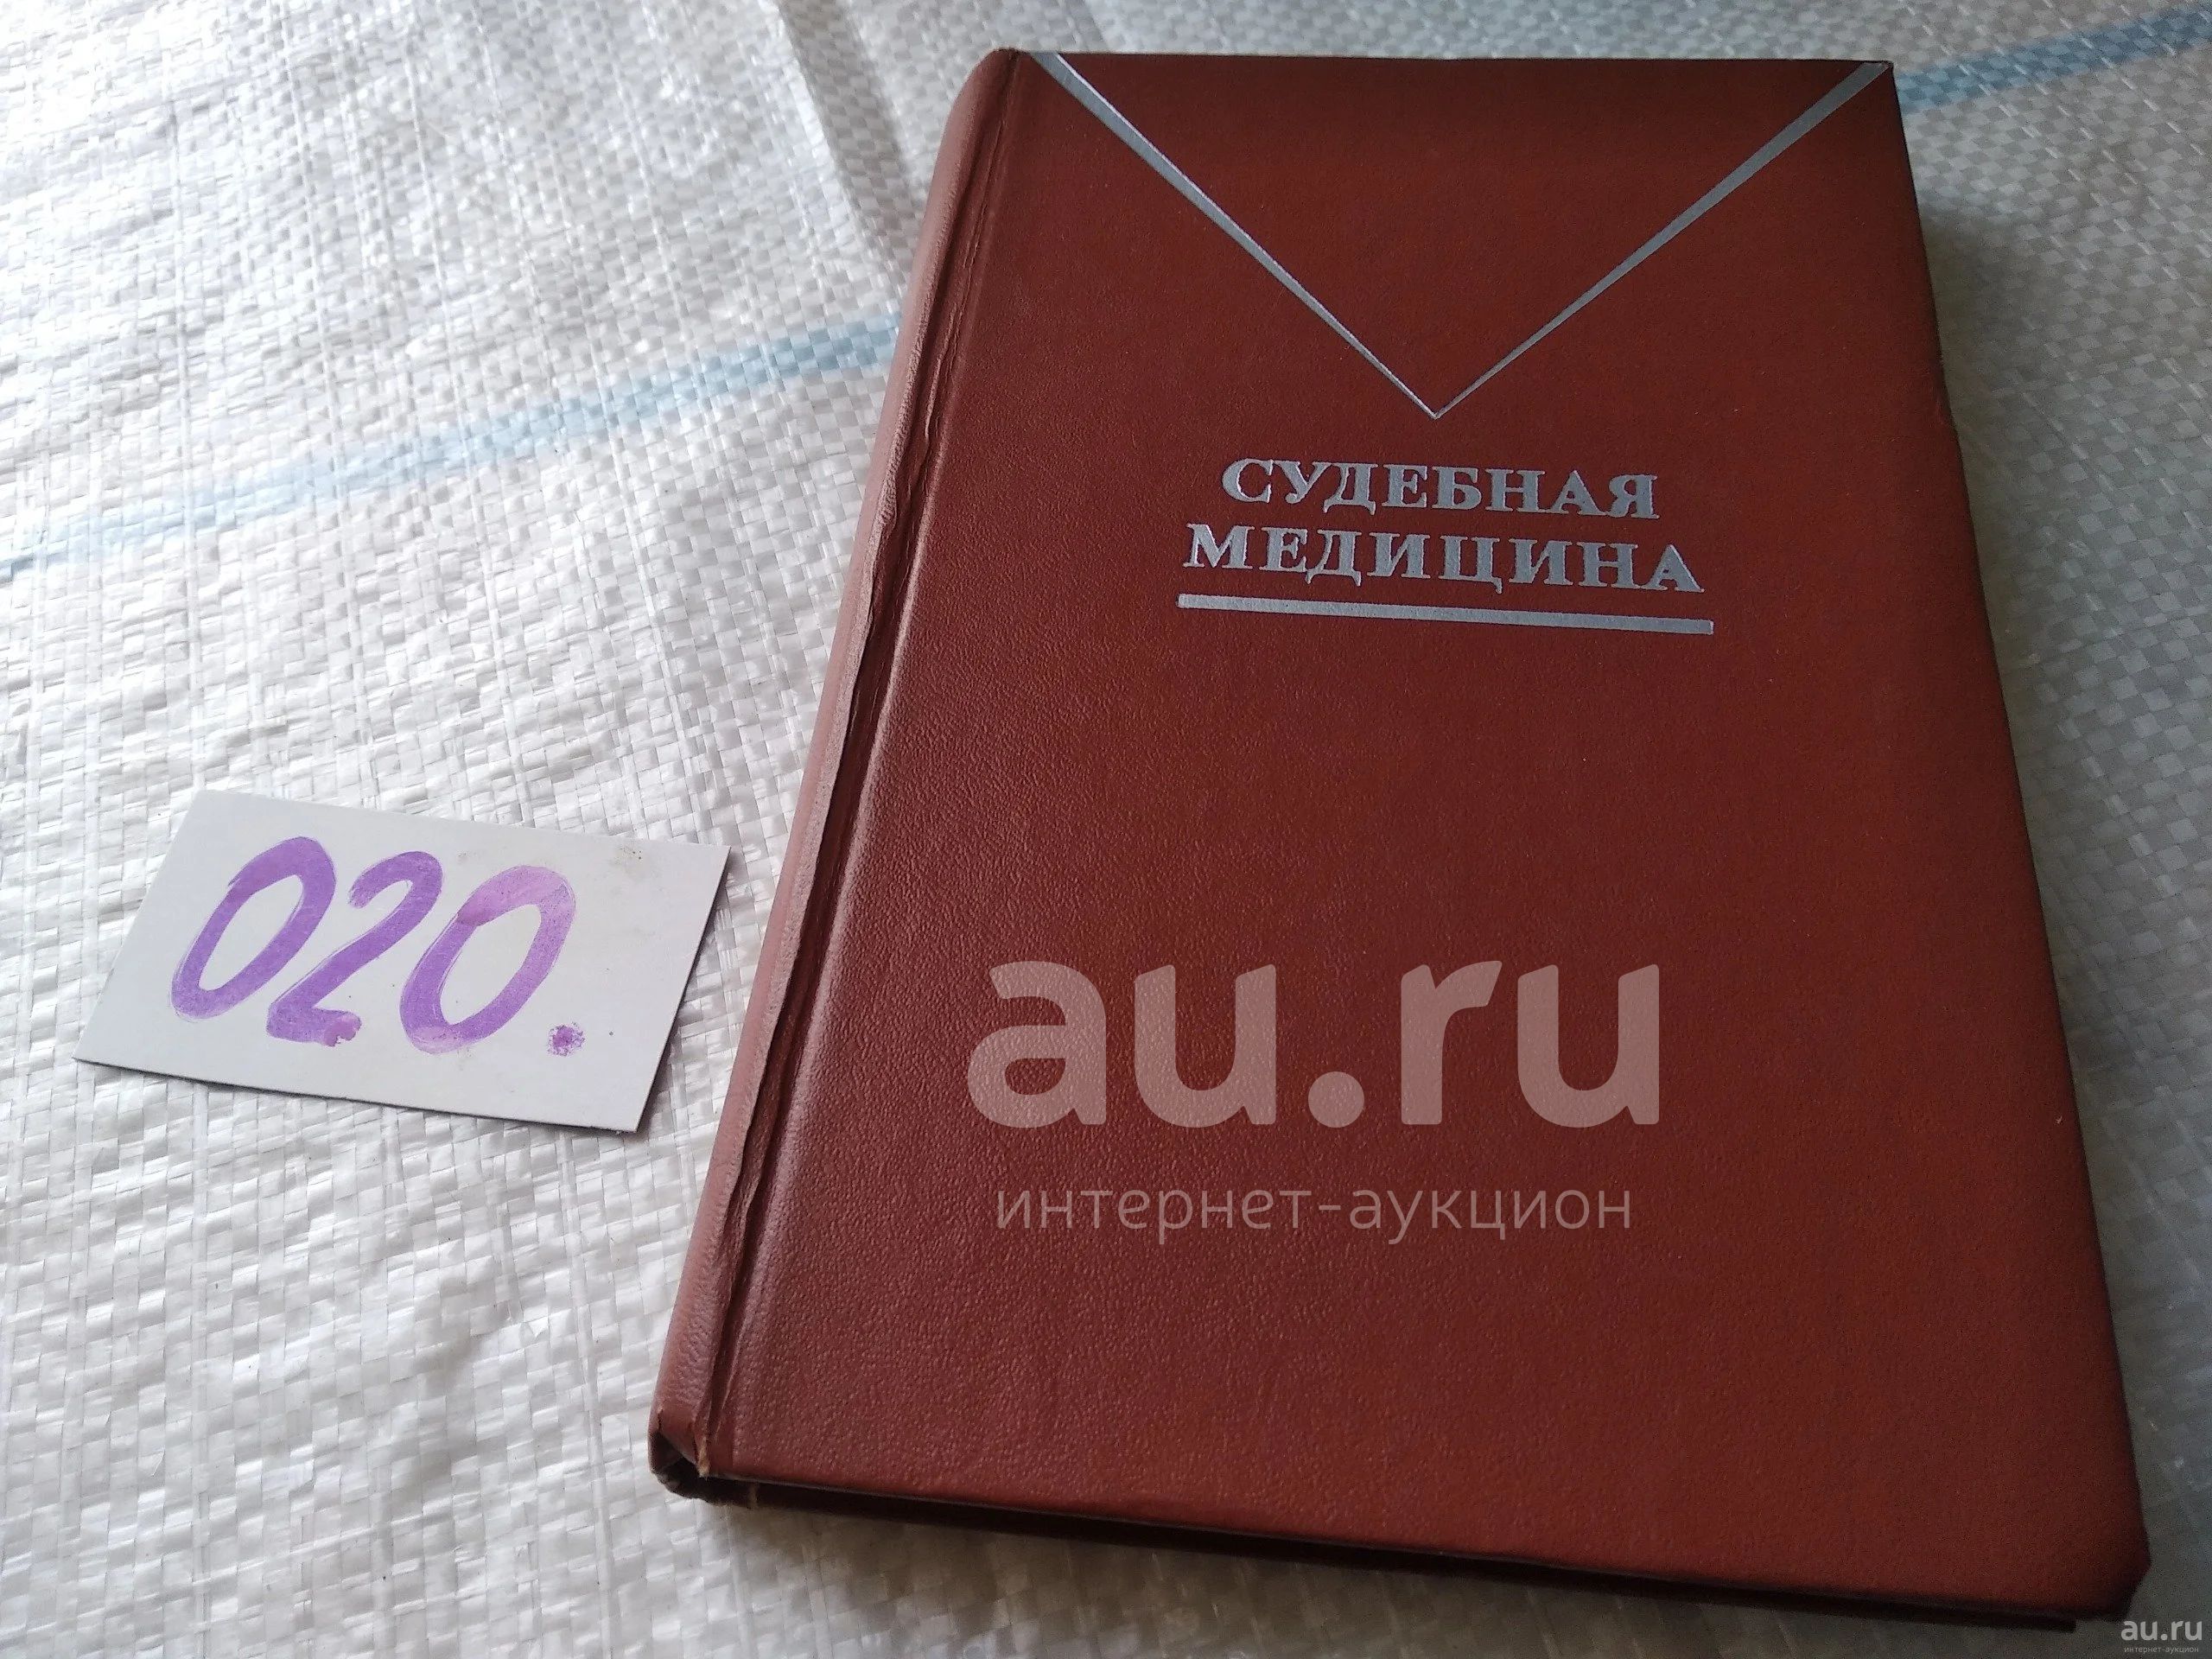 СУДЕБНАЯ
МЕДИЦИНА
020.
au.ru
интернет-аукцион
au.ru
интернет-аукцион